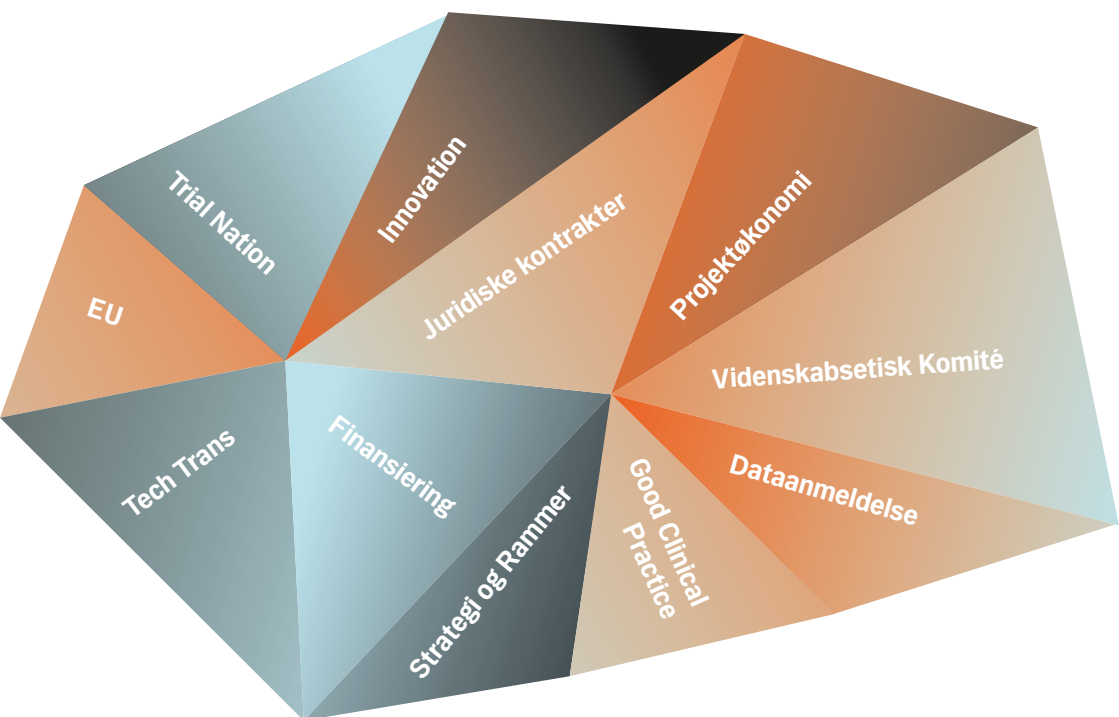 Trial Nation
Innovation
Juridiske kontrakter
Projektøkonomi
EU
Videnskabsetisk Komité
Tech Trans
Finansiering
Strategi og Rammer
Good Clinical
Practice
Dataanmeldelse